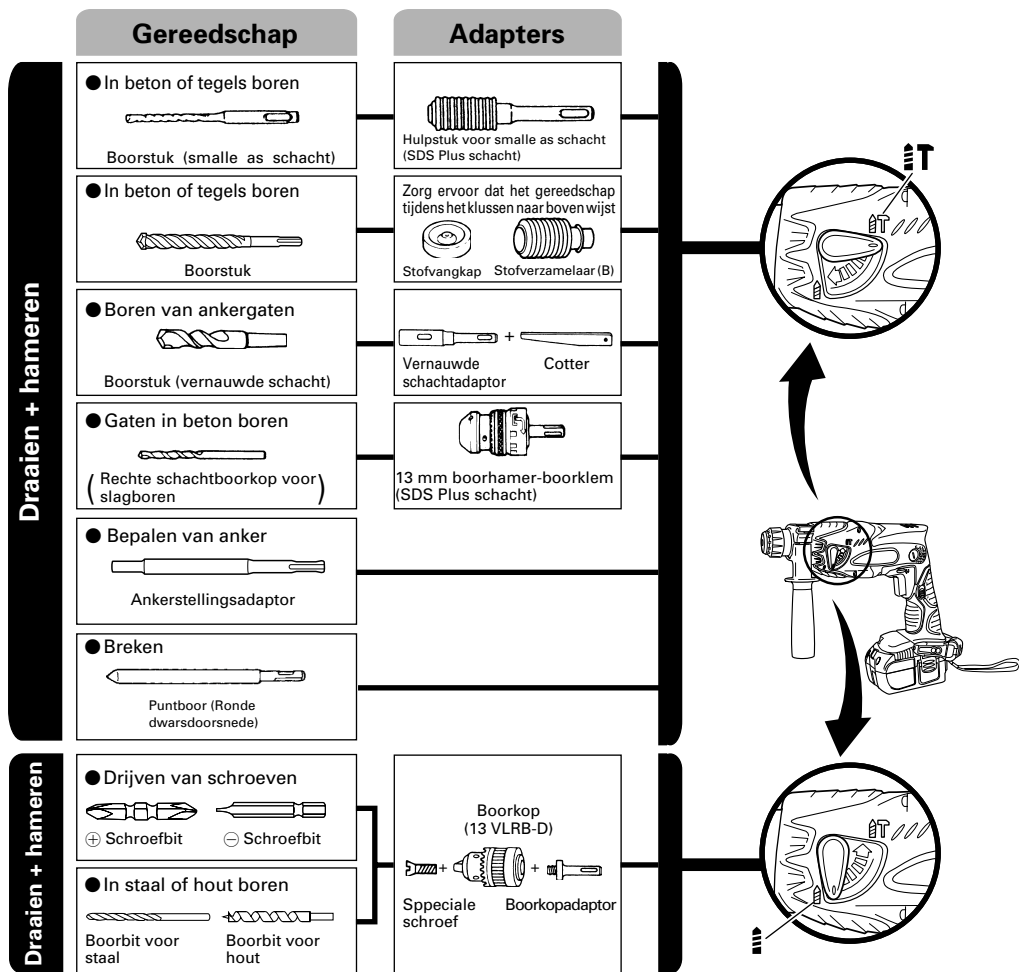 Gereedschap
Adapters
Draaien + hameren
● In beton of tegels boren
Boorstuk (smalle as schacht)
Hulpstuk voor smalle as schacht
(SDS Plus schacht)
● In beton of tegels boren
Boorstuk
Zorg ervoor dat het gereedschap
tijdens het klussen naar boven wijst
Stofvangkap
Stofverzamelaar (B)
● Boren van ankergaten
Boorstuk (vernauwde schacht)
+
Vernauwde
schachtadaptor
Cotter
● Gaten in beton boren
( Rechte schachtboorkop voor
slagboren )
13 mm boorhamer-boorklem
(SDS Plus schacht)
● Bepalen van anker
Ankerstellingsadaptor
● Breken
Puntboor (Ronde
dwarsdoorsnede)
Draaien + hameren
● Drijven van schroeven
⊕ Schroefbit
⊖ Schroefbit
● In staal of hout boren
Boorbit voor
staal
Boorbit voor
hout
Boorkop
(13 VLRB-D)
+ +
Sppeciale
schroef
Boorkopadaptor